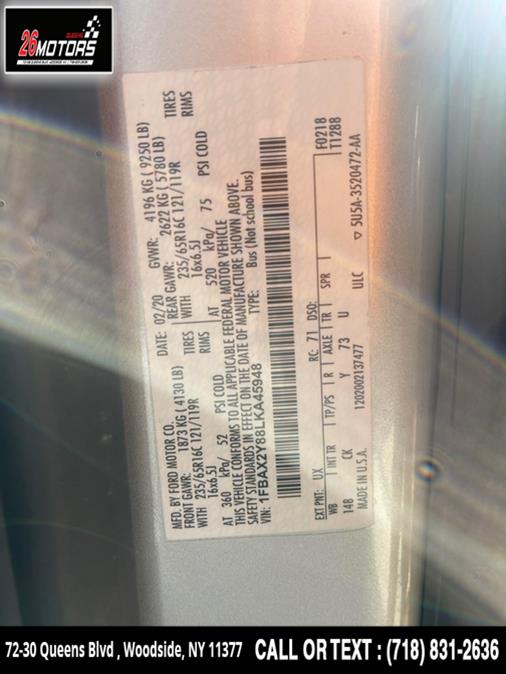 26 QUEENS
MOTORS
MFD. BY FORD MOTOR CO. DATE: 02/20 GVWR: 4196 KG ( 9250 LB)
FRONT GAWR: 1873 KG ( 4130 LB) REAR GAWR: 2622 KG ( 5780 LB)
WITH 235/65R16C 121/119R TIRES WITH 235/65R16C 121/119R TIRES
16x6.5J RIMS 16x6.5J RIMS
AT 360 kPa/ 52 PSI COLD AT 520 kPa/ 75 PSI COLD
THIS VEHICLE CONFORMS TO ALL APPLICABLE FEDERAL MOTOR VEHICLE
SAFETY STANDARDS IN EFFECT ON THE DATE OF MANUFACTURE SHOWN ABOVE.
VIN: 1FBAX2Y88LKA45948 TYPE: Bus (Not school bus)
EXT PNT: UX RC: 71 DSO: F0218
WB INT TR TP/PS R AXLE TR SPR T1288
148 CK Y 73 U
MADE IN U.S.A. 1202002137477 ULC 5U5A-3520472-AA
72-30 Queens Blvd , Woodside, NY 11377 CALL OR TEXT : (718) 831-2636